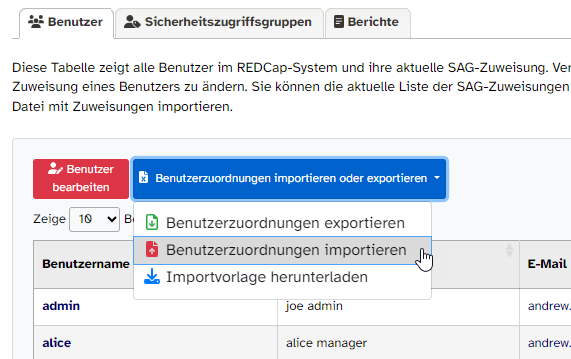 Benutzer Sicherheitszugriffsgruppen Berichte
Diese Tabelle zeigt alle Benutzer im REDCap-System und ihre aktuelle SAG-Zuweisung.
Zuweisung eines Benutzers zu ändern. Sie können die aktuelle Liste der SAG-Zuweisungen
Datei mit Zuweisungen importieren.
Benutzer
bearbeiten
Benutzerzuordnungen importieren oder exportieren
Zeige 10
Benutzerzuordnungen exportieren
Benutzerzuordnungen importieren
Importvorlage herunterladen
Benutzername E-Mail
admin joe admin andrew.
alice alice manager andrew.